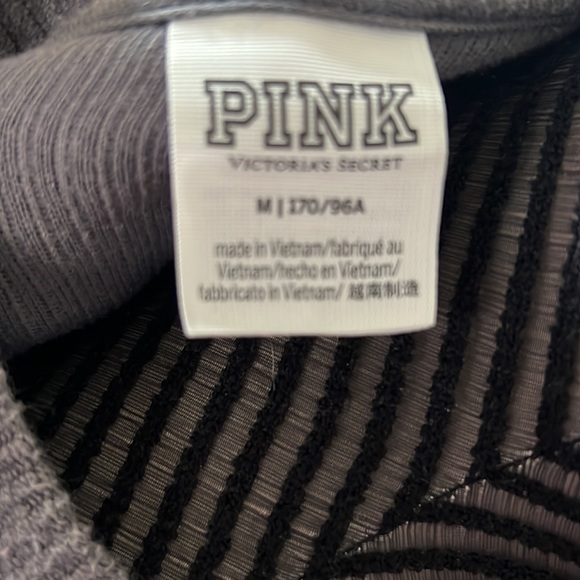 PINK
VICTORIA'S SECRET
M | 170/96A
made in Vietnam/fabriqué au
Vietnam/hecho en Vietnam/
fabbricato in Vietnam/ 越南制造